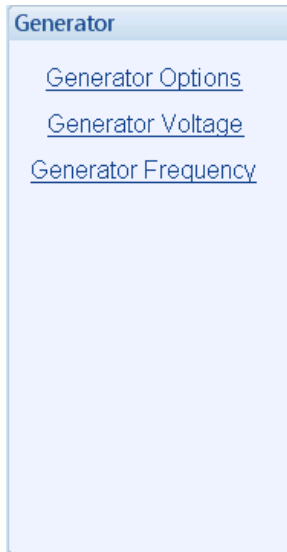 Generator
Generator Options
Generator Voltage
Generator Frequency